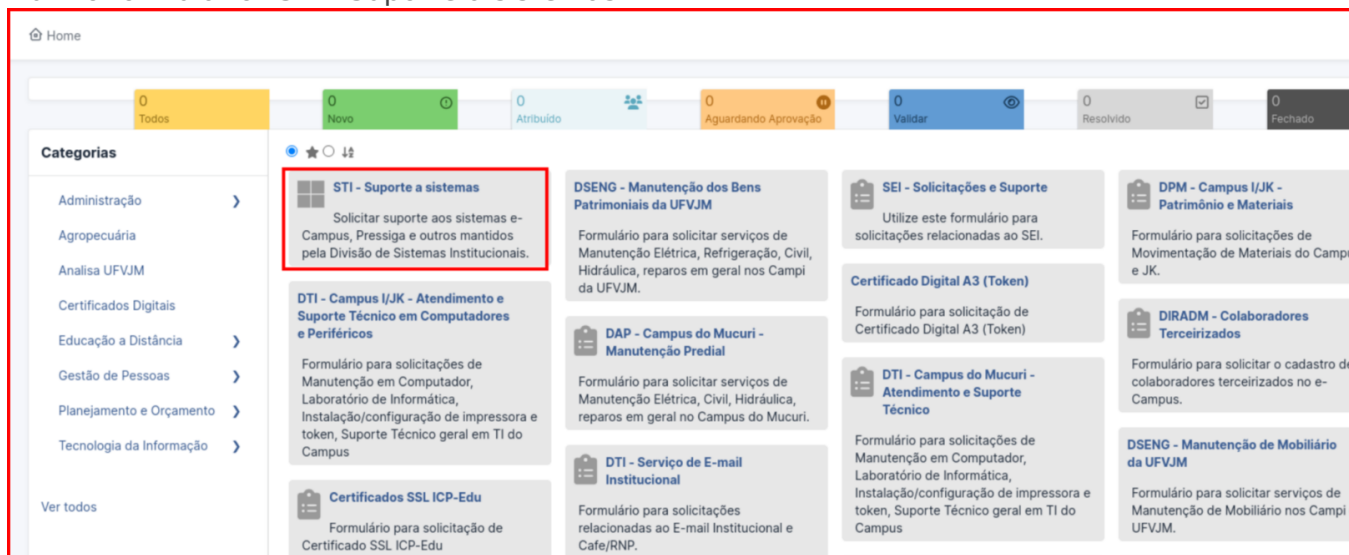 Home
0
Todos
0
Novo
0
Atribuído
0
Aguardando Aprovação
0
Validar
0
Resolvido
0
Fechado
Categorias
Administração
Agropecuária
Analisa UFVJM
Certificados Digitais
Educação a Distância
Gestão de Pessoas
Planejamento e Orçamento
Tecnologia da Informação
Ver todos
STI - Suporte a sistemas
Solicitar suporte aos sistemas e-
Campus, Pressiga e outros mantidos
pela Divisão de Sistemas Institucionais.
DTI - Campus I/JK - Atendimento e
Suporte Técnico em Computadores
e Periféricos
Formulário para solicitações de
Manutenção em Computador,
Laboratório de Informática,
Instalação/configuração de impressora e
token, Suporte Técnico geral em TI do
Campus
Certificados SSL ICP-Edu
Formulário para solicitação de
Certificado SSL ICP-Edu
DSENG - Manutenção dos Bens
Patrimoniais da UFVJM
Formulário para solicitar serviços de
Manutenção Elétrica, Refrigeração, Civil,
Hidráulica, reparos em geral nos Campi
da UFVJM.
DAP - Campus do Mucuri -
Manutenção Predial
Formulário para solicitar serviços de
Manutenção Elétrica, Civil, Hidráulica,
reparos em geral no Campus do Mucuri.
DTI - Serviço de E-mail
Institucional
Formulário para solicitações
relacionadas ao E-mail Institucional e
Cafe/RNP.
SEI - Solicitações e Suporte
Utilize este formulário para
solicitações relacionadas ao SEI.
Certificado Digital A3 (Token)
Formulário para solicitação de
Certificado Digital A3 (Token)
DTI - Campus do Mucuri -
Atendimento e Suporte
Técnico
Formulário para solicitações de
Manutenção em Computador,
Laboratório de Informática,
Instalação/configuração de impressora e
token, Suporte Técnico geral em TI do
Campus
DPM - Campus I/JK -
Patrimônio e Materiais
Formulário para solicitações de
Movimentação de Materiais do
e JK.
DIRADM - Colaboradores
Terceirizados
Formulário para solicitar o cadastro de
colaboradores terceirizados no e-
Campus.
DSENG - Manutenção de Mobiliário
da UFVJM
Formulário para solicitar serviços de
Manutenção de Mobiliário nos Campi
UFVJM.